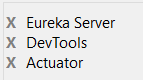 X Eureka Server
X DevTools
X Actuator